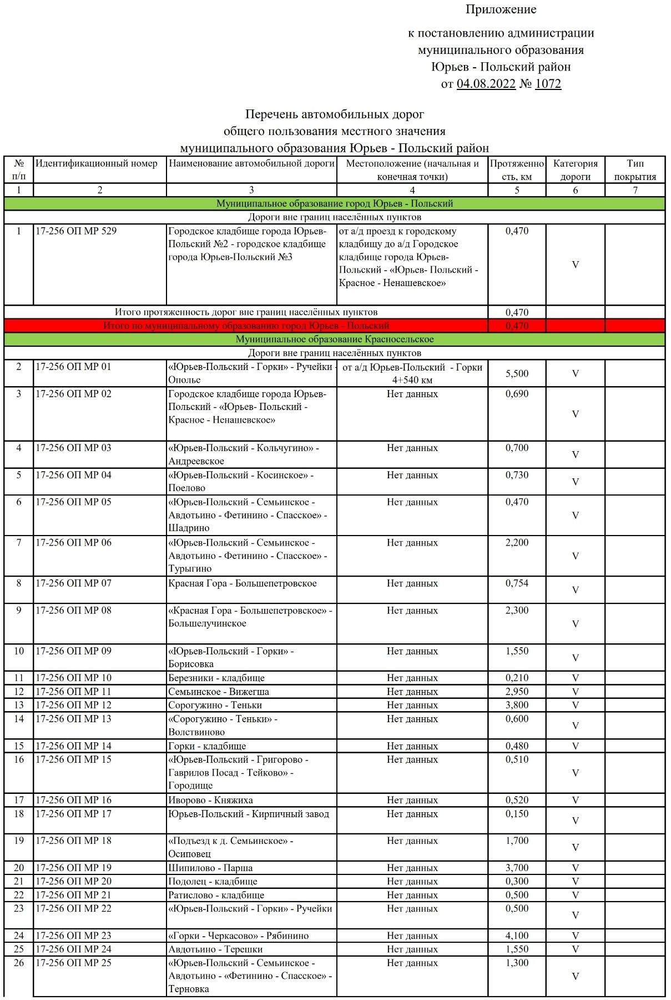 Приложение
к постановлению администрации
муниципального образования
Юрьев - Польский район
от 04.08.2022 № 1072
Перечень автомобильных дорог
общего пользования местного значения
муниципального образования Юрьев - Польский район
№ п/п Идентификационный номер Наименование автомобильной дороги Местоположение (начальная и конечная точки) Протяженно сть, км Категория дороги Тип покрытия
1 2 3 4 5 6 7
Муниципальное образование город Юрьев - Польский
Дороги вне границ населённых пунктов
1 17-256 ОП МР 529 Городское кладбище города Юрьев- от а/д проезд к городскому 0,470
Польский №2 - городское кладбище кладбищу до а/д Городское
города Юрьев-Польский №3 кладбище города Юрьев-
Польский - «Юрьев- Польский - V
Красное - Ненашевское»
Итого протяженность дорог вне границ населённых пунктов 0,470
Итого по муниципальному образованию город Юрьев - Польский 0,470
Муниципальное образование Красносельское
Дороги вне границ населённых пунктов
2 17-256 ОП МР 01 «Юрьев-Польский - Горки» - Ручейки - от а/д Юрьев-Польский - Горки 5,500 V
Ополье 4+540 км
3 17-256 ОП МР 02 Городское кладбище города Юрьев- Нет данных 0,690
Польский - «Юрьев- Польский - V
Красное - Ненашевское»
4 17-256 ОП МР 03 «Юрьев-Польский - Кольчугино» - Нет данных 0,700 V
Андреевское
5 17-256 ОП МР 04 «Юрьев-Польский - Косинское» - Нет данных 0,730 V
Поелово
6 17-256 ОП МР 05 «Юрьев-Польский - Семьинское - Нет данных 0,470
Авдотьино - Фетинино - Спасское» - V
Шадрино
7 17-256 ОП МР 06 «Юрьев-Польский - Семьинское - Нет данных 2,200
Авдотьино - Фетинино - Спасское» - V
Турыгино
8 17-256 ОП МР 07 Красная Гора - Большепетровское Нет данных 0,754 V
9 17-256 ОП МР 08 «Красная Гора - Большепетровское» - Нет данных 2,300
Большелучинское V
10 17-256 ОП МР 09 «Юрьев-Польский - Горки» - Нет данных 1,550 V
Борисовка
11 17-256 ОП МР 10 Березники - кладбище Нет данных 0,210 V
12 17-256 ОП МР 11 Семьинское - Вижегша Нет данных 2,950 V
13 17-256 ОП МР 12 Сорогужино - Теньки Нет данных 3,800 V
14 17-256 ОП МР 13 «Сорогужино - Теньки» - Нет данных 0,600 V
Волствиново
15 17-256 ОП МР 14 Горки - кладбище Нет данных 0,480 V
16 17-256 ОП МР 15 «Юрьев-Польский - Григорово - Нет данных 0,510
Гаврилов Посад - Тейково» - V
Городище
17 17-256 ОП МР 16 Иворово - Княжиха Нет данных 0,520 V
18 17-256 ОП МР 17 Юрьев-Польский - Кирпичный завод Нет данных 0,150 V
19 17-256 ОП МР 18 «Подъезд к д. Семьинское» - Нет данных 1,700 V
Осиповец
20 17-256 ОП МР 19 Шипилово - Парша Нет данных 3,700 V
21 17-256 ОП МР 20 Подолец - кладбище Нет данных 0,300 V
22 17-256 ОП МР 21 Ратислово - кладбище Нет данных 0,500 V
23 17-256 ОП МР 22 «Юрьев-Польский - Горки» - Ручейки Нет данных 0,500 V
24 17-256 ОП МР 23 «Горки - Черкасово» - Рябинино Нет данных 4,100 V
25 17-256 ОП МР 24 Авдотьино - Терешки Нет данных 1,550 V
26 17-256 ОП МР 25 «Юрьев-Польский - Семьинское - Нет данных 1,300
Авдотьино - «Фетинино - Спасское» - V
Терновка